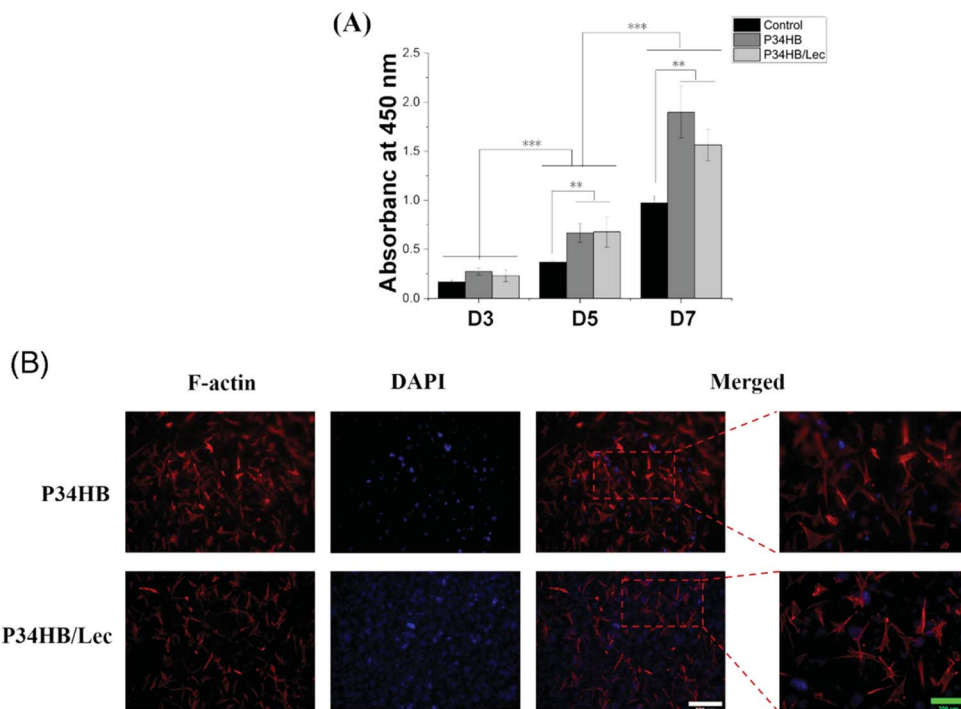 (A)
Control
P34HB
P34HB/Lec
Absorbanc at 450 nm
2.5
2.0
1.5
1.0
0.5
0.0
***
***
**
**
D3 D5 D7
(B)
F-actin DAPI Merged
P34HB
P34HB/Lec